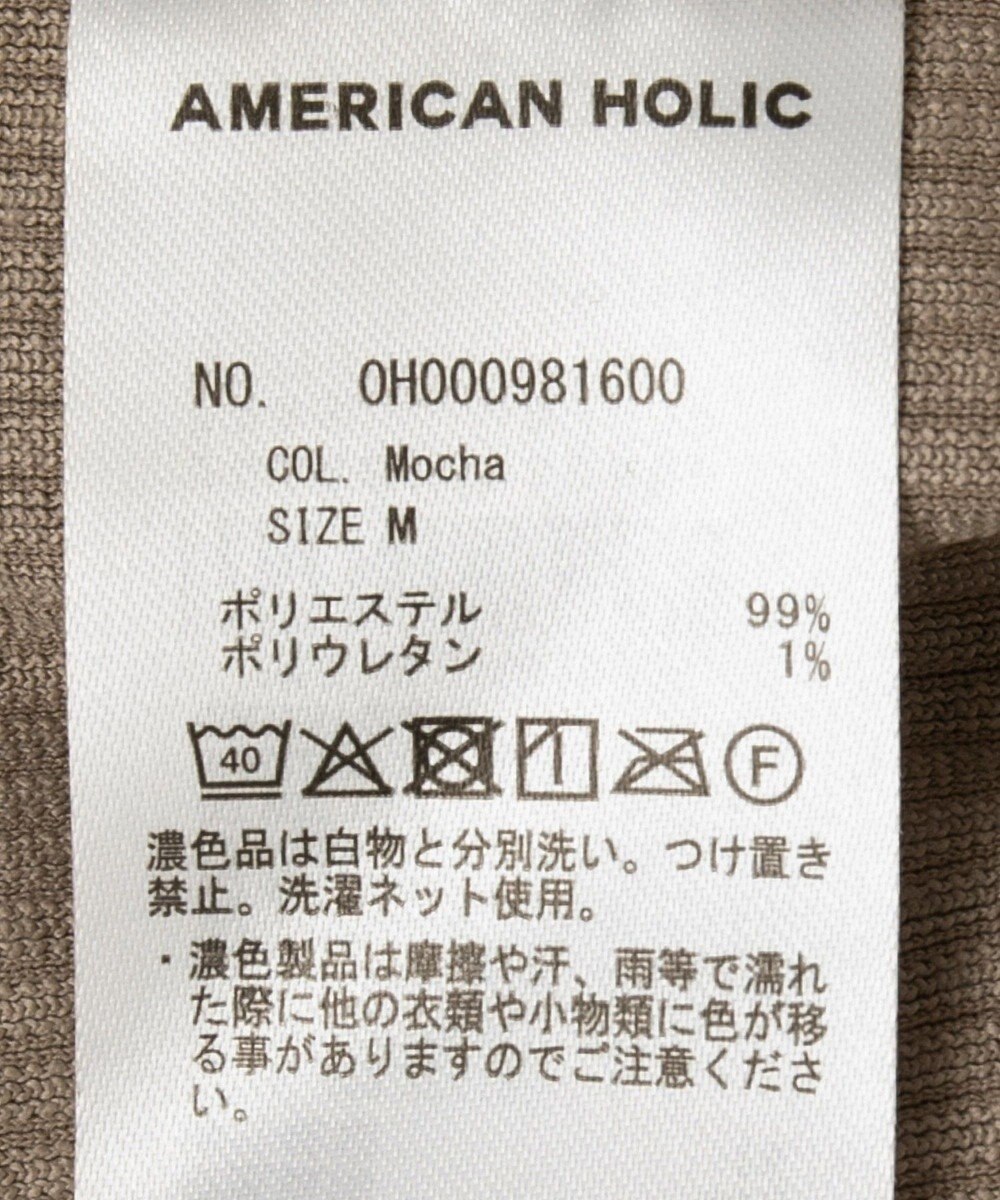 AMERICAN HOLIC
NO. 0H000981600
COL. Mocha
SIZE M
ポリエステル 99%
ポリウレタン 1%
40 F
濃色品は白物と分別洗い。つけ置き
禁止。洗濯ネット使用。
・濃色製品は摩擦や汗、雨等で濡れ
た際に他の衣類や小物類に色が移
る事がありますのでご注意くださ
い。